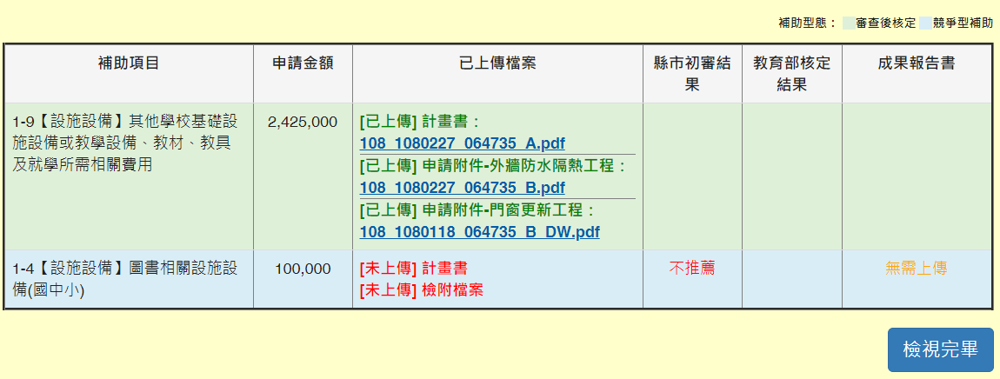 補助型態： 審查後核定 競爭型補助
補助項目 申請金額 已上傳檔案 縣市初審結果 教育部核定結果 成果報告書
1-9【設施設備】其他學校基礎設
施設備或教學設備、教材、教具
及就學所需相關費用
2,425,000
[已上傳] 計畫書：
108_1080227_064735_A.pdf
[已上傳] 申請附件-外牆防水隔熱工程：
108_1080227_064735_B.pdf
[已上傳] 申請附件-門窗更新工程：
108_1080118_064735_B_DW.pdf
1-4【設施設備】圖書相關設施設
備(國中小)
100,000
[未上傳] 計畫書
[未上傳] 檢附檔案
不推薦
無需上傳
檢視完畢